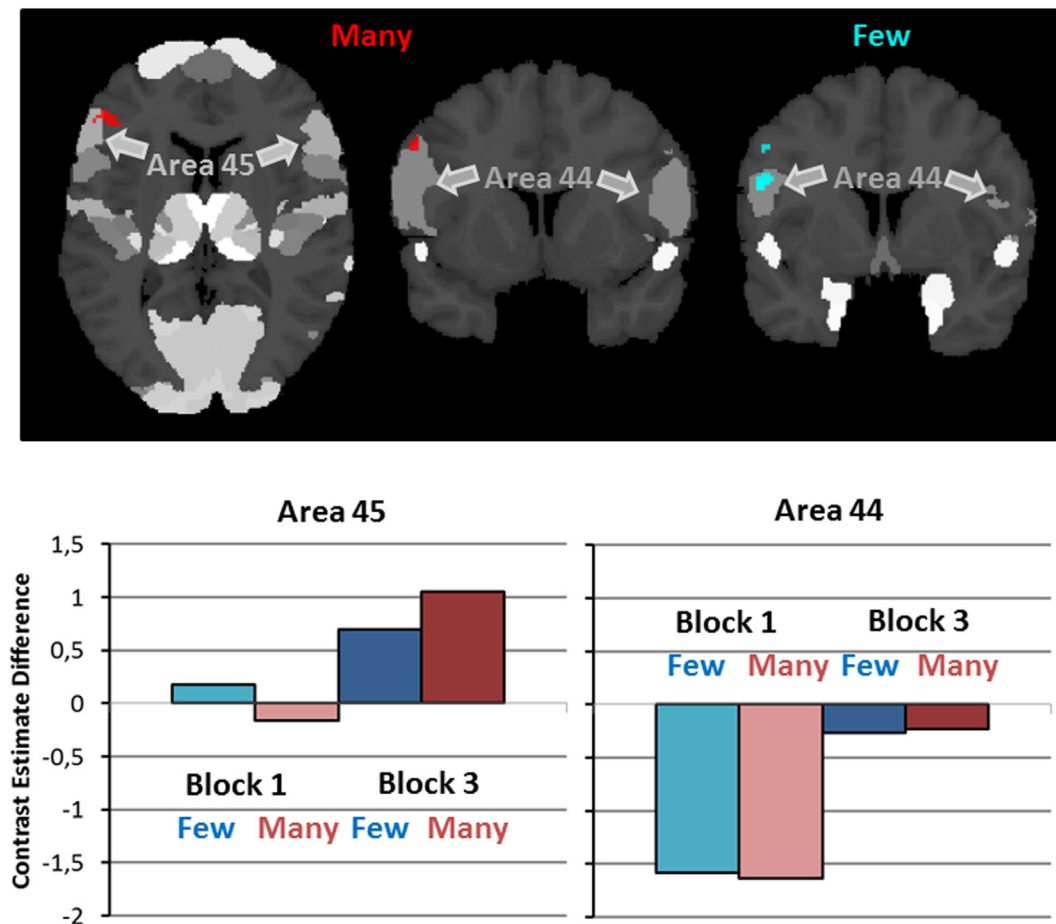 Many
Few
Area 45
Area 44
Area 44
Area 45
Area 44
Contrast Estimate Difference
1,5
1
0,5
0
-0,5
-1
-1,5
-2
Block 1
Block 3
Few Many Few Many
Block 1
Block 3
Few Many Few Many